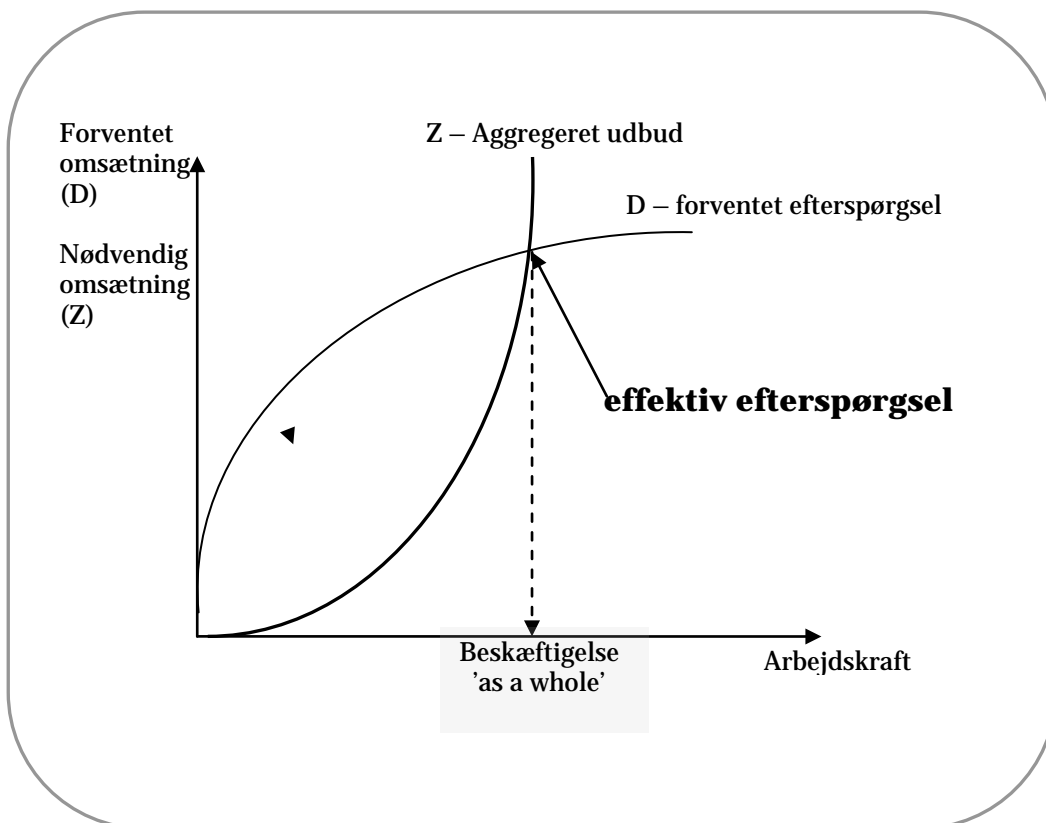 Forventet
omsætning
(D)
Nødvendig
omsætning
(Z)
Z – Aggregeret udbud
D – forventet efterspørgsel
effektiv efterspørgsel
Beskæftigelse
’as a whole’
Arbejdskraft